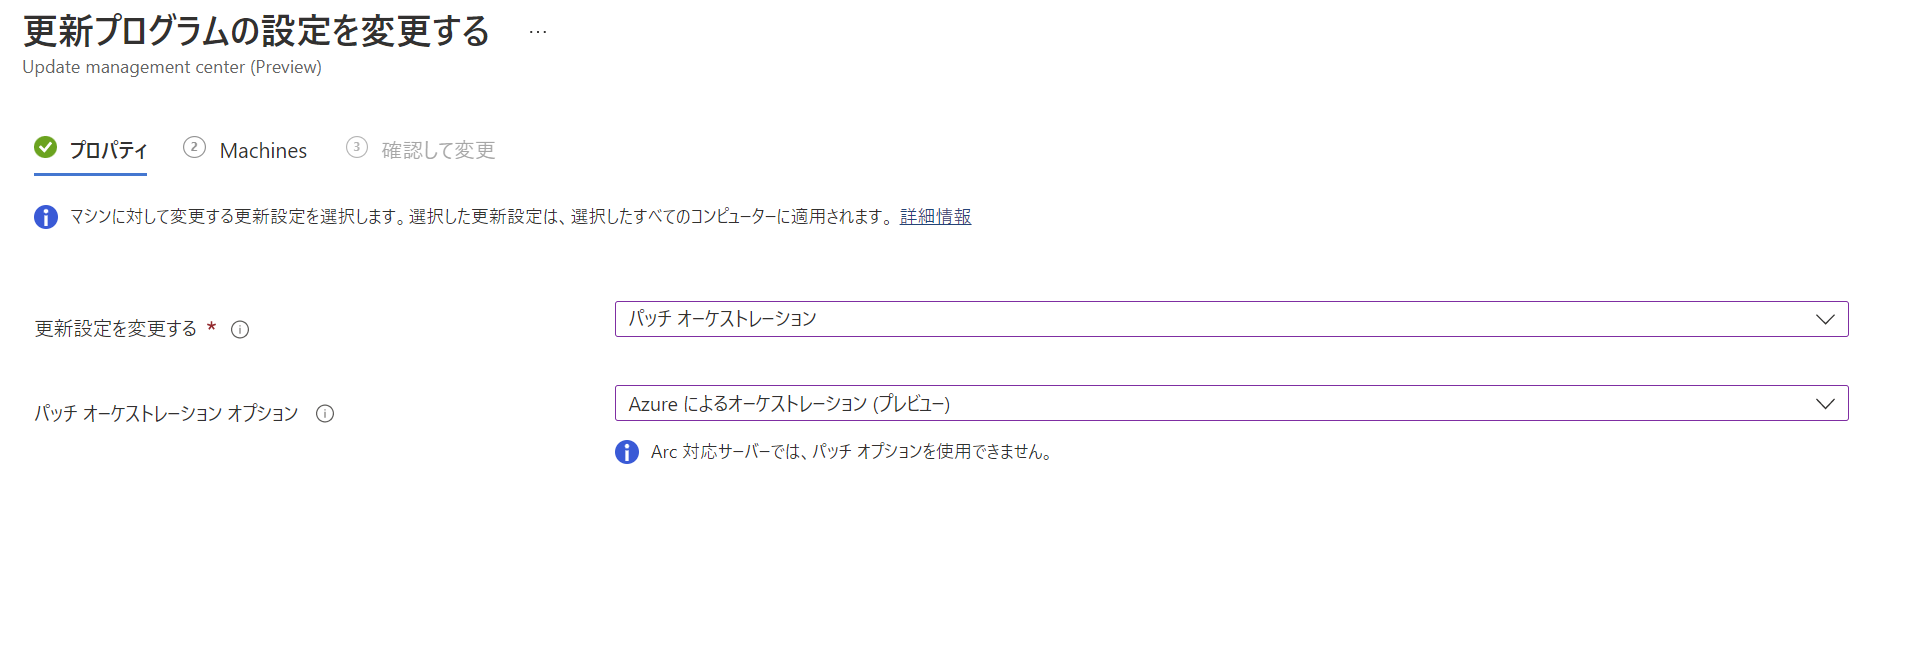 更新プログラムの設定を変更する ...
Update management center (Preview)
プロパティ 2 Machines 3 確認して変更
マシンに対して変更する更新設定を選択します。選択した更新設定は、選択したすべてのコンピューターに適用されます。 詳細情報
更新設定を変更する * パッチ オーケストレーション
パッチ オーケストレーション オプション Azure によるオーケストレーション (プレビュー)
Arc 対応サーバーでは、パッチ オプションを使用できません。